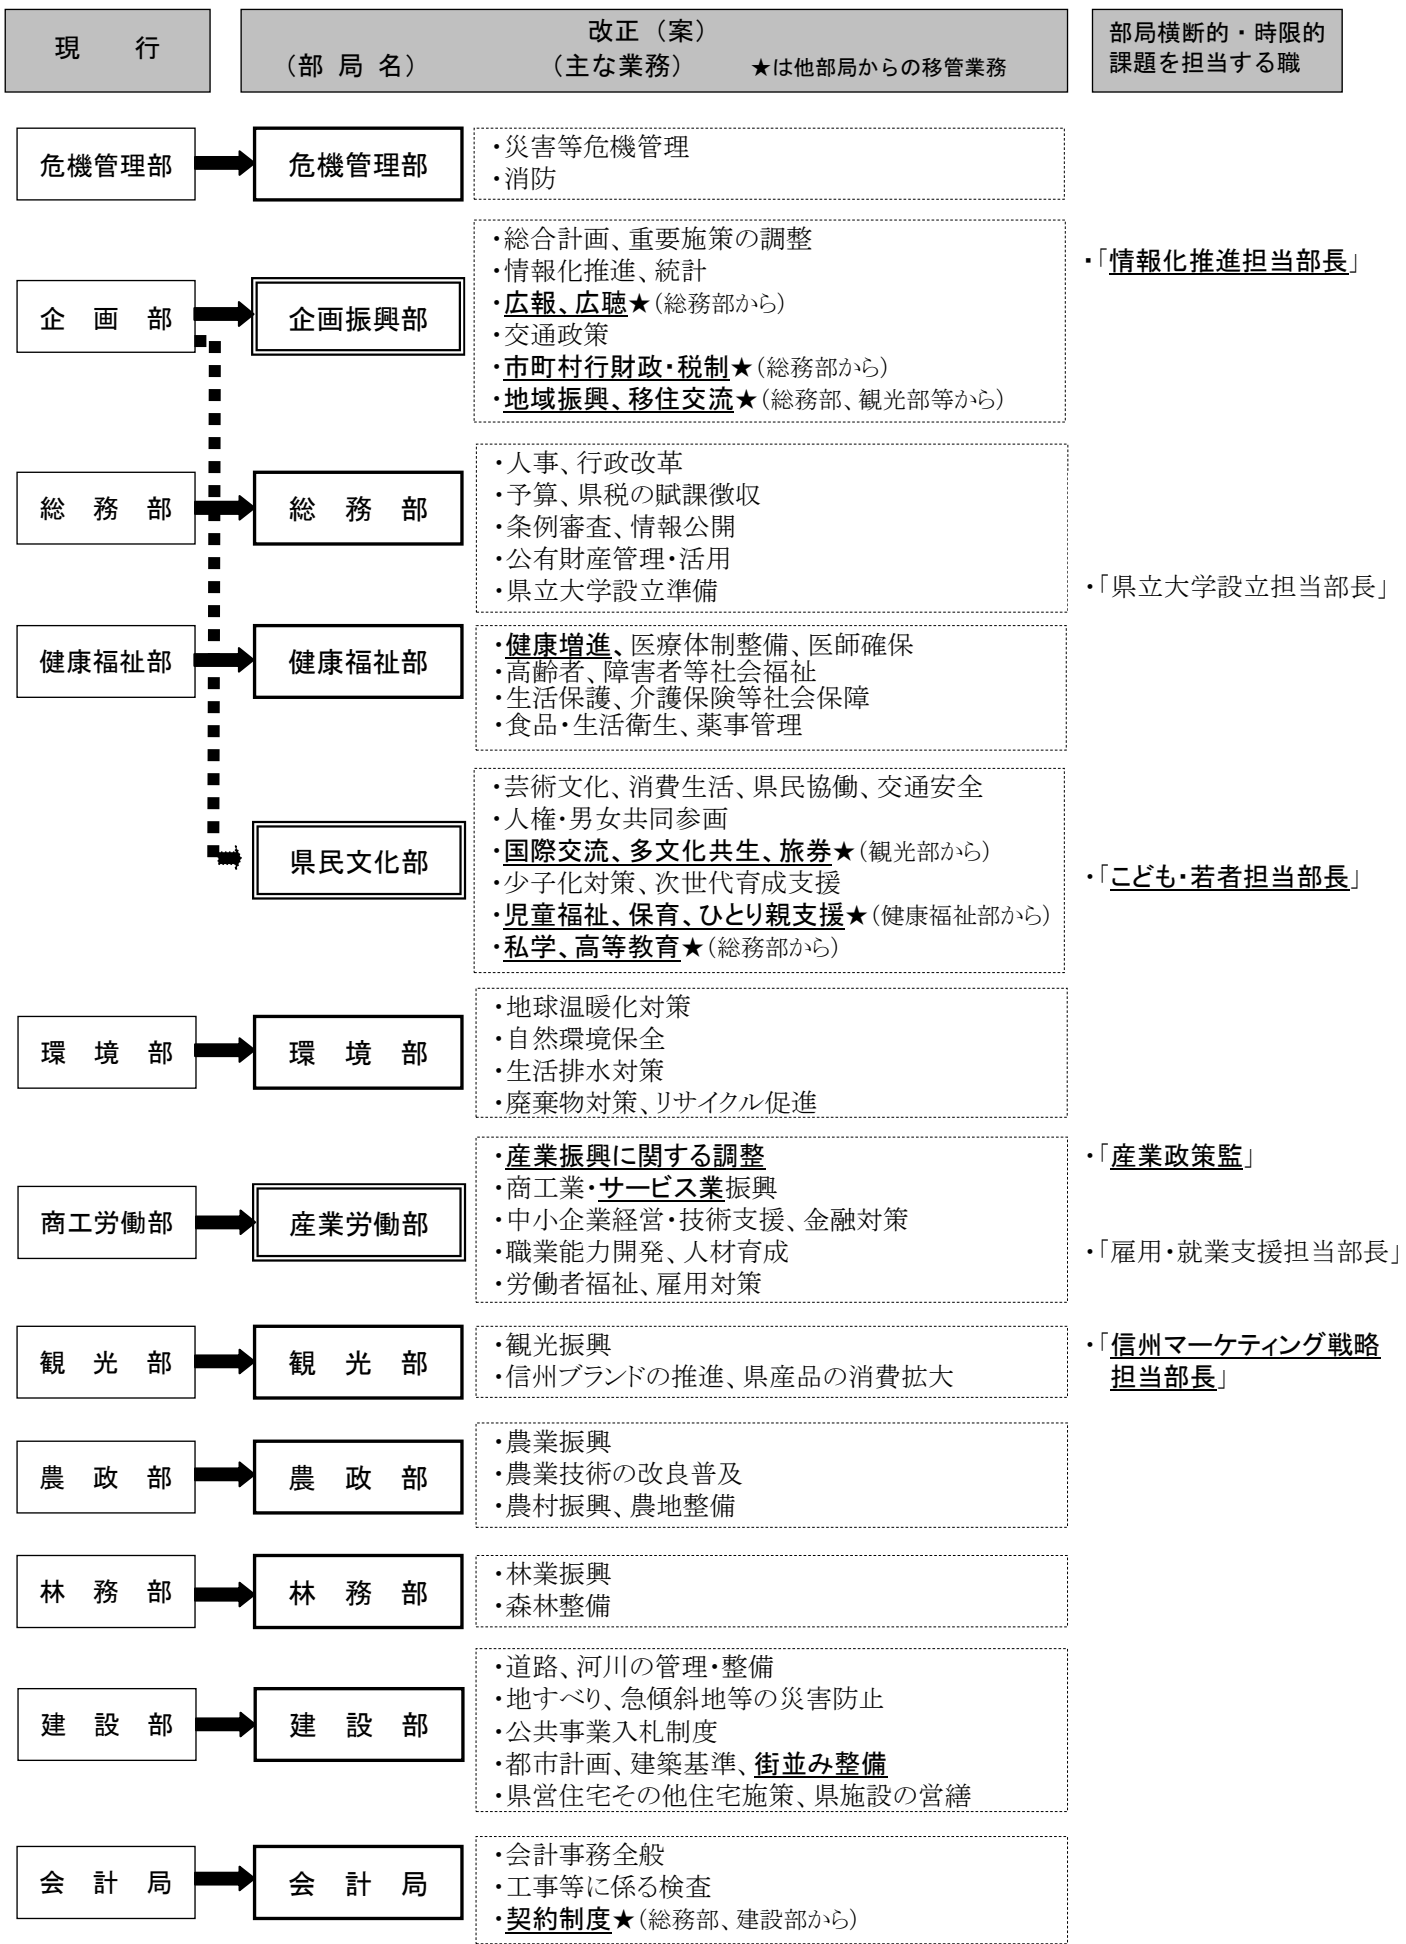 現　行
改正（案）
（部 局 名）　（主な業務）　★は他部局からの移管業務
部局横断的・時限的
課題を担当する職
危機管理部
危機管理部
・災害等危機管理
・消防
企　画　部
企画振興部
・総合計画、重要施策の調整
・情報化推進、統計
・広報、広聴★（総務部から）
・交通政策
・市町村行財政・税制★（総務部から）
・地域振興、移住交流★（総務部、観光部等から）
・「情報化推進担当部長」
総　務　部
総　務　部
・人事、行政改革
・予算、県税の賦課徴収
・条例審査、情報公開
・公有財産管理・活用
・県立大学設立準備
・「県立大学設立担当部長」
健康福祉部
健康福祉部
・健康増進、医療体制整備、医師確保
・高齢者、障害者等社会福祉
・生活保護、介護保険等社会保障
・食品・生活衛生、薬事管理
県民文化部
・芸術文化、消費生活、県民協働、交通安全
・人権・男女共同参画
・国際交流、多文化共生、旅券★（観光部から）
・少子化対策、次世代育成支援
・児童福祉、保育、ひとり親支援★（健康福祉部から）
・私学、高等教育★（総務部から）
・「こども・若者担当部長」
環　境　部
環　境　部
・地球温暖化対策
・自然環境保全
・生活排水対策
・廃棄物対策、リサイクル促進
商工労働部
産業労働部
・産業振興に関する調整
・商工業・サービス業振興
・中小企業経営・技術支援、金融対策
・職業能力開発、人材育成
・労働者福祉、雇用対策
・「産業政策監」
・「雇用・就業支援担当部長」
観　光　部
観　光　部
・観光振興
・信州ブランドの推進、県産品の消費拡大
・「信州マーケティング戦略
担当部長」
農　政　部
農　政　部
・農業振興
・農業技術の改良普及
・農村振興、農地整備
林　務　部
林　務　部
・林業振興
・森林整備
建　設　部
建　設　部
・道路、河川の管理・整備
・地すべり、急傾斜地等の災害防止
・公共事業入札制度
・都市計画、建築基準、街並み整備
・県営住宅その他住宅施策、県施設の営繕
会　計　局
会　計　局
・会計事務全般
・工事等に係る検査
・契約制度★（総務部、建設部から）